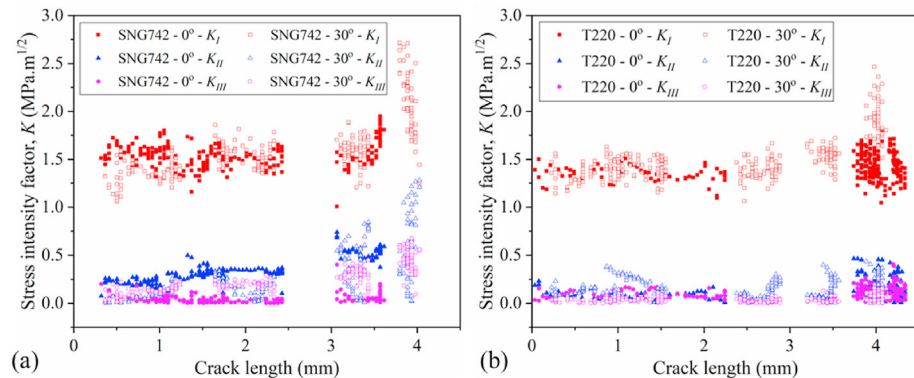 3.0
2.5
2.0
1.5
1.0
0.5
0.0
Stress intensity factor, K (MPa.m1/2)
SNG742 - 0° - KI
SNG742 - 30° - KI
SNG742 - 0° - KII
SNG742 - 30° - KII
SNG742 - 0° - KIII
SNG742 - 30° - KIII
0 1 2 3 4
Crack length (mm)
(a)
3.0
2.5
2.0
1.5
1.0
0.5
0.0
Stress intensity factor, K (MPa.m1/2)
T220 - 0° - KI
T220 - 30° - KI
T220 - 0° - KII
T220 - 30° - KII
T220 - 0° - KIII
T220 - 30° - KIII
0 1 2 3 4
Crack length (mm)
(b)